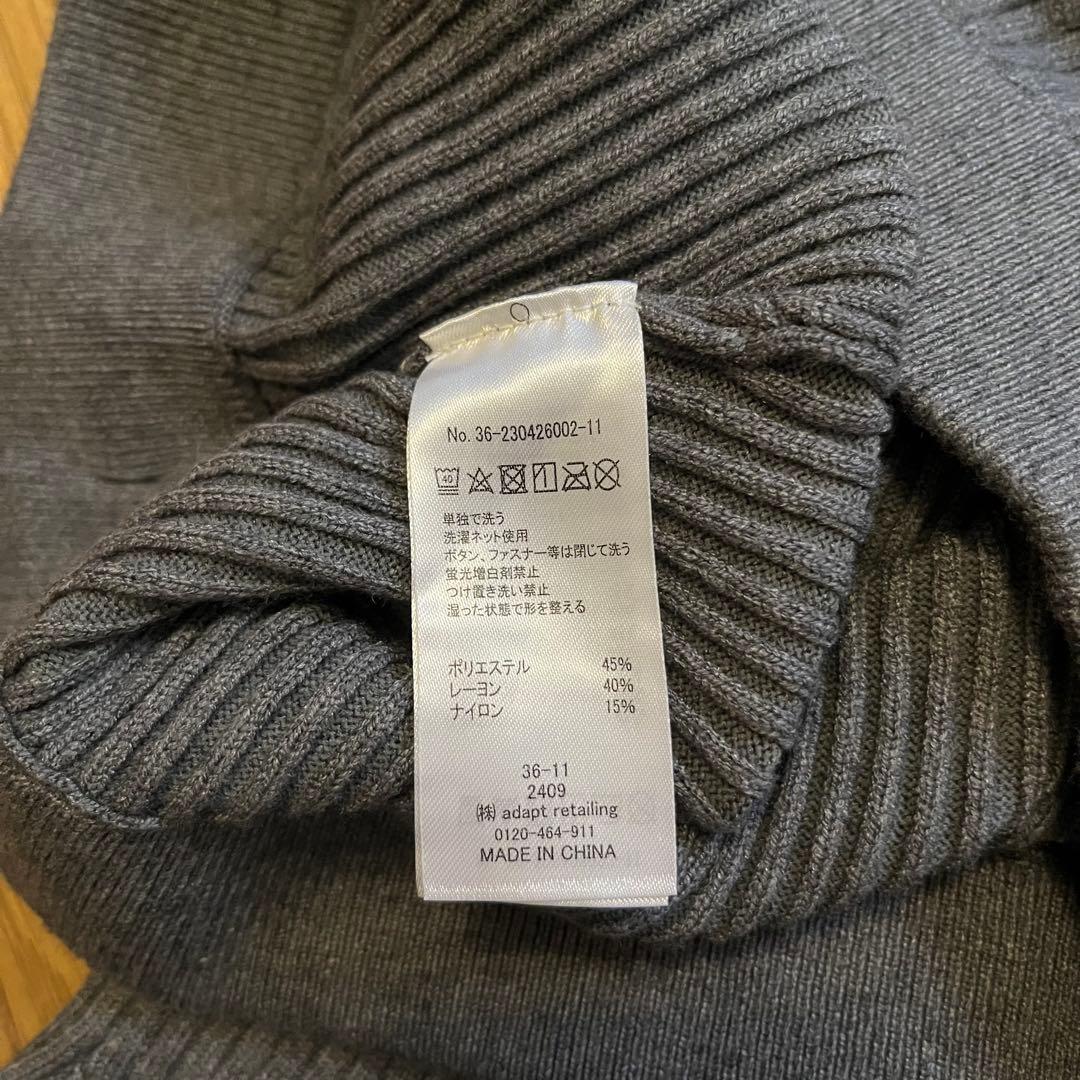 No. 36-230426002-11
40
単独で洗う
洗濯ネット使用
ボタン、ファスナー等は閉じて洗う
蛍光増白剤禁止
つけ置き洗い禁止
湿った状態で形を整える
ポリエステル 45%
レーヨン 40%
ナイロン 15%
36-11
2409
㈱ adapt retailing
0120-464-911
MADE IN CHINA